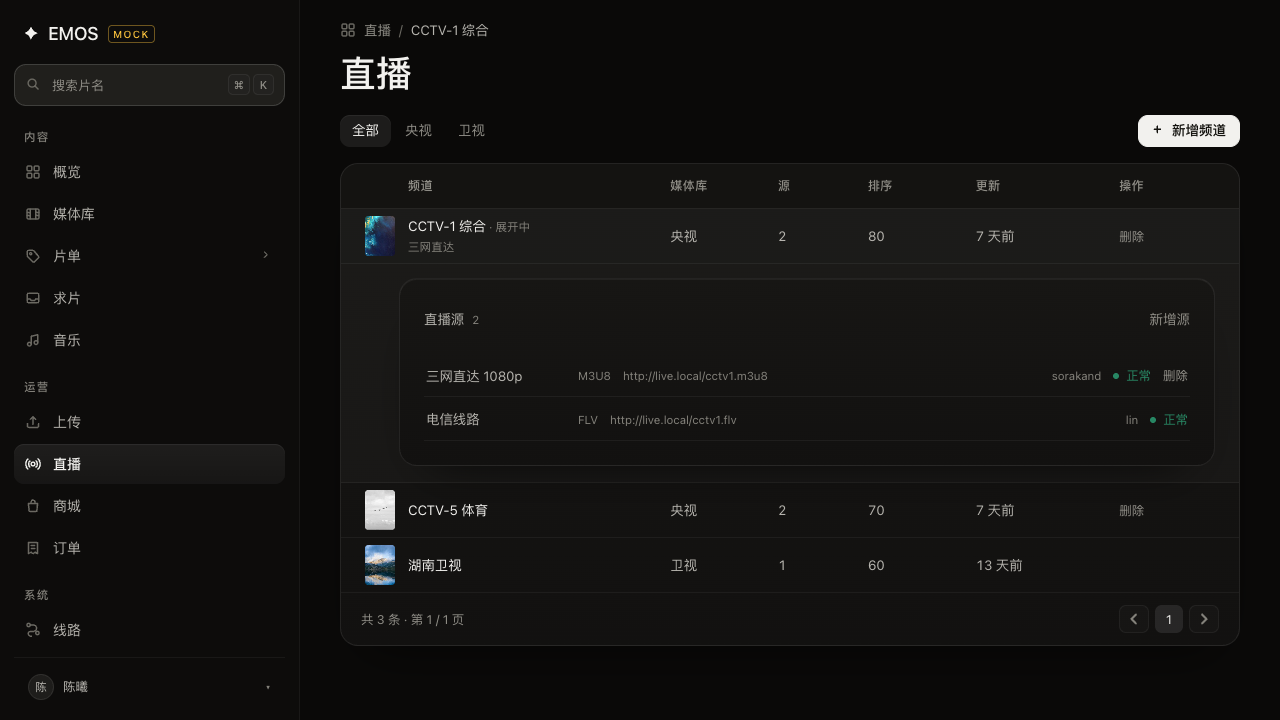 EMOS MOCK
搜索片名 ⌘ K
内容
概览
媒体库
片单
求片
音乐
运营
上传
直播
商城
订单
系统
线路
陈 陈曦
直播 / CCTV-1 综合
直播
全部 央视 卫视
+ 新增频道
频道 媒体库 源 排序 更新 操作
CCTV-1 综合 · 展开中
三网直达
央视 2 80 7 天前 删除
直播源 2 新增源
三网直达 1080p M3U8 http://live.local/cctv1.m3u8 sorakand 正常 删除
电信线路 FLV http://live.local/cctv1.flv lin 正常
CCTV-5 体育 央视 2 70 7 天前 删除
湖南卫视 卫视 1 60 13 天前
共 3 条 · 第 1 / 1 页 1